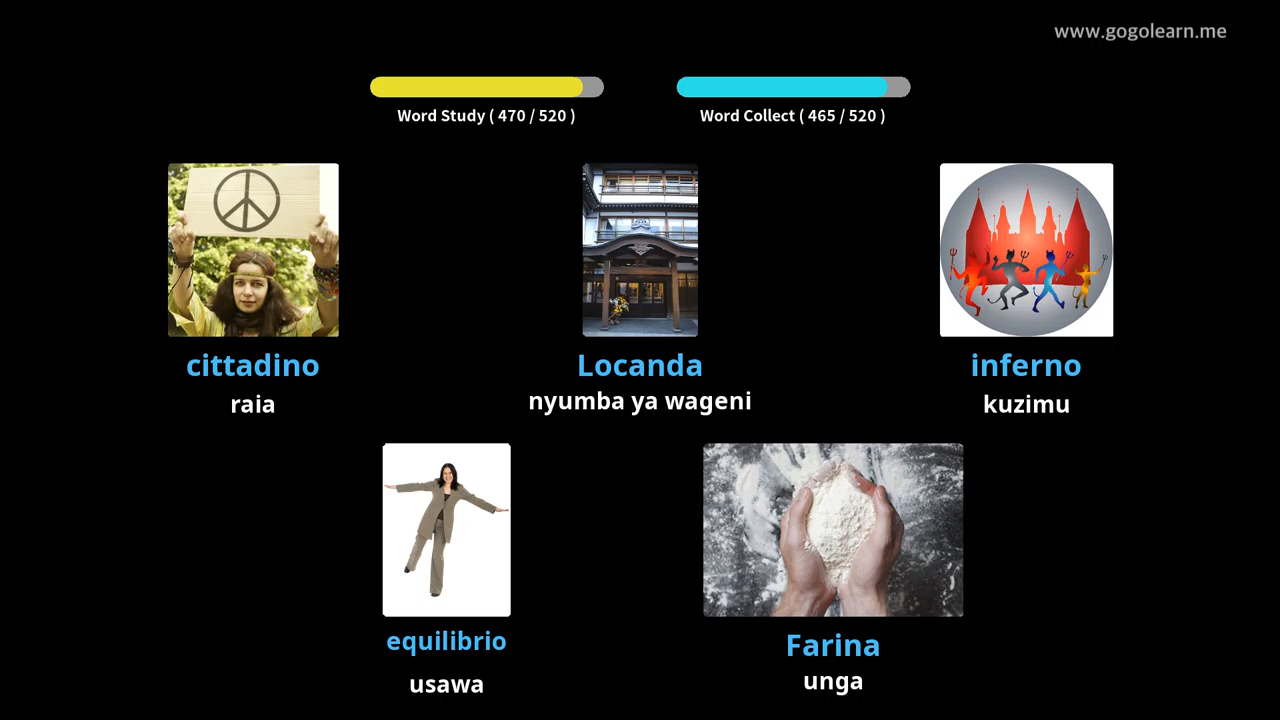 www.gogolearn.me
Word Study ( 470 / 520 )
Word Collect ( 465 / 520 )
cittadino
raia
Locanda
nyumba ya wageni
inferno
kuzimu
equilibrio
usawa
Farina
unga